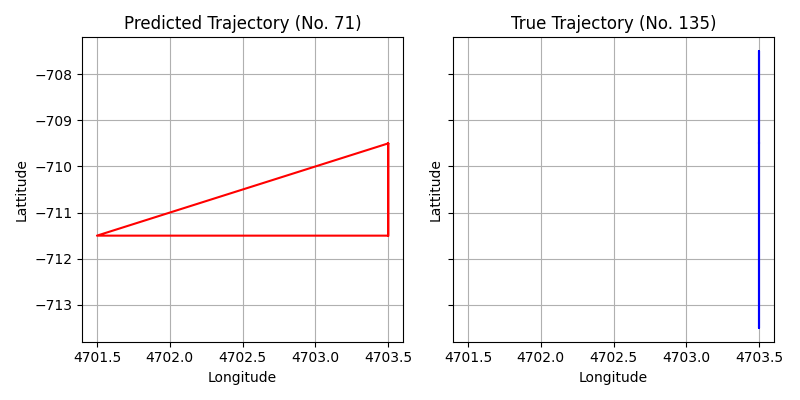 Predicted Trajectory (No. 71)
True Trajectory (No. 135)
−708
−709
−710
−711
−712
−713
Lattitude
Lattitude
4701.5 4702.0 4702.5 4703.0 4703.5
4701.5 4702.0 4702.5 4703.0 4703.5
Longitude
Longitude